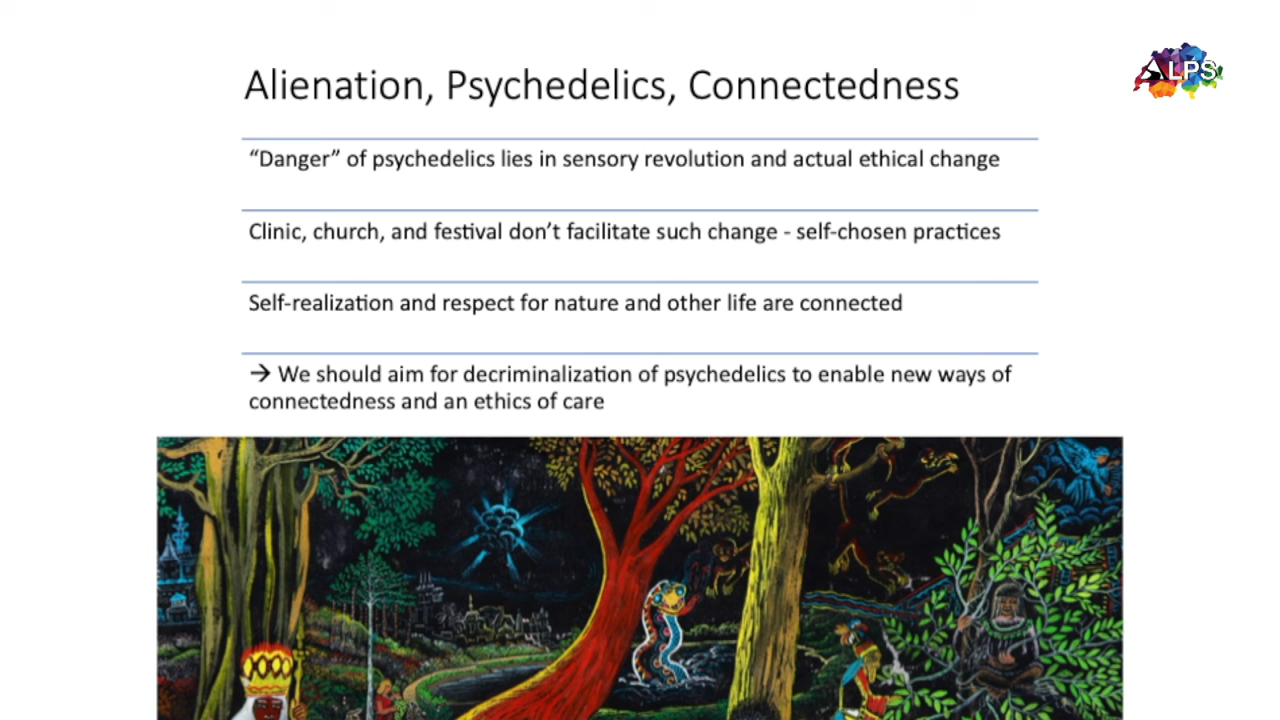 Alienation, Psychedelics, Connectedness
ALPS
“Danger” of psychedelics lies in sensory revolution and actual ethical change
Clinic, church, and festival don’t facilitate such change - self-chosen practices
Self-realization and respect for nature and other life are connected
→ We should aim for decriminalization of psychedelics to enable new ways of
connectedness and an ethics of care